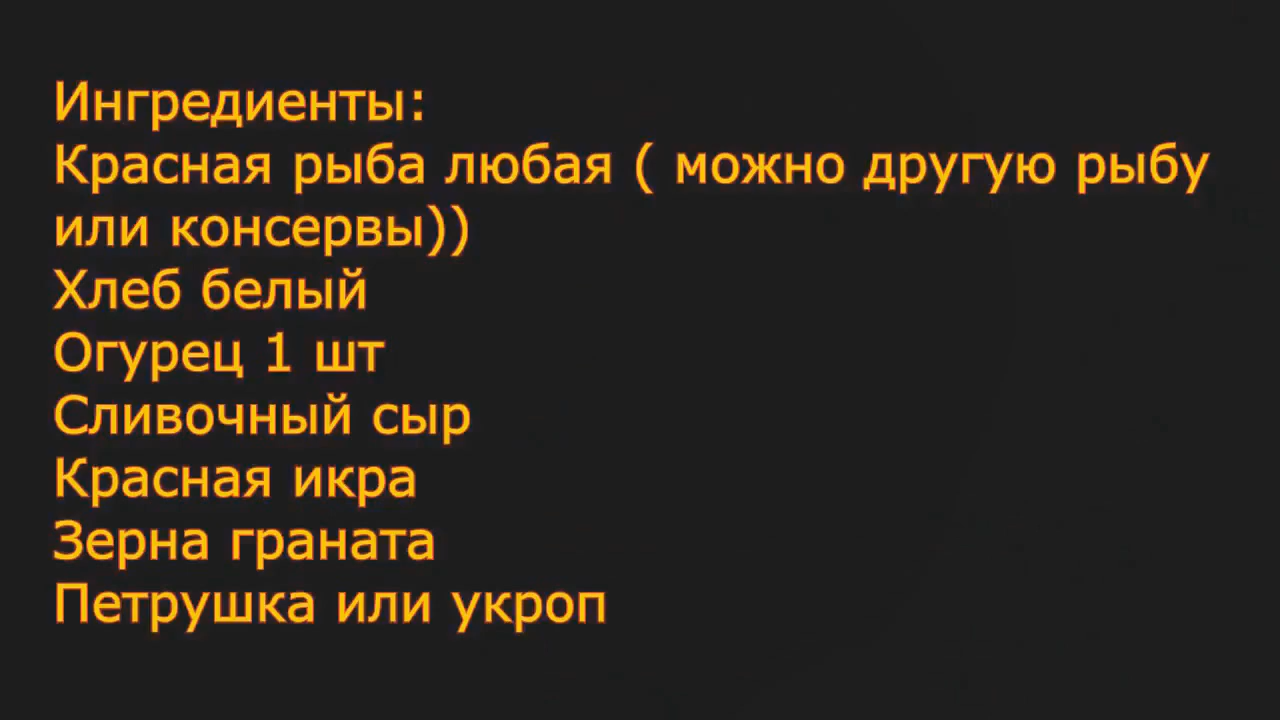 Ингредиенты:
Красная рыба любая ( можно другую рыбу
или консервы))
Хлеб белый
Огурец 1 шт
Сливочный сыр
Красная икра
Зерна граната
Петрушка или укроп